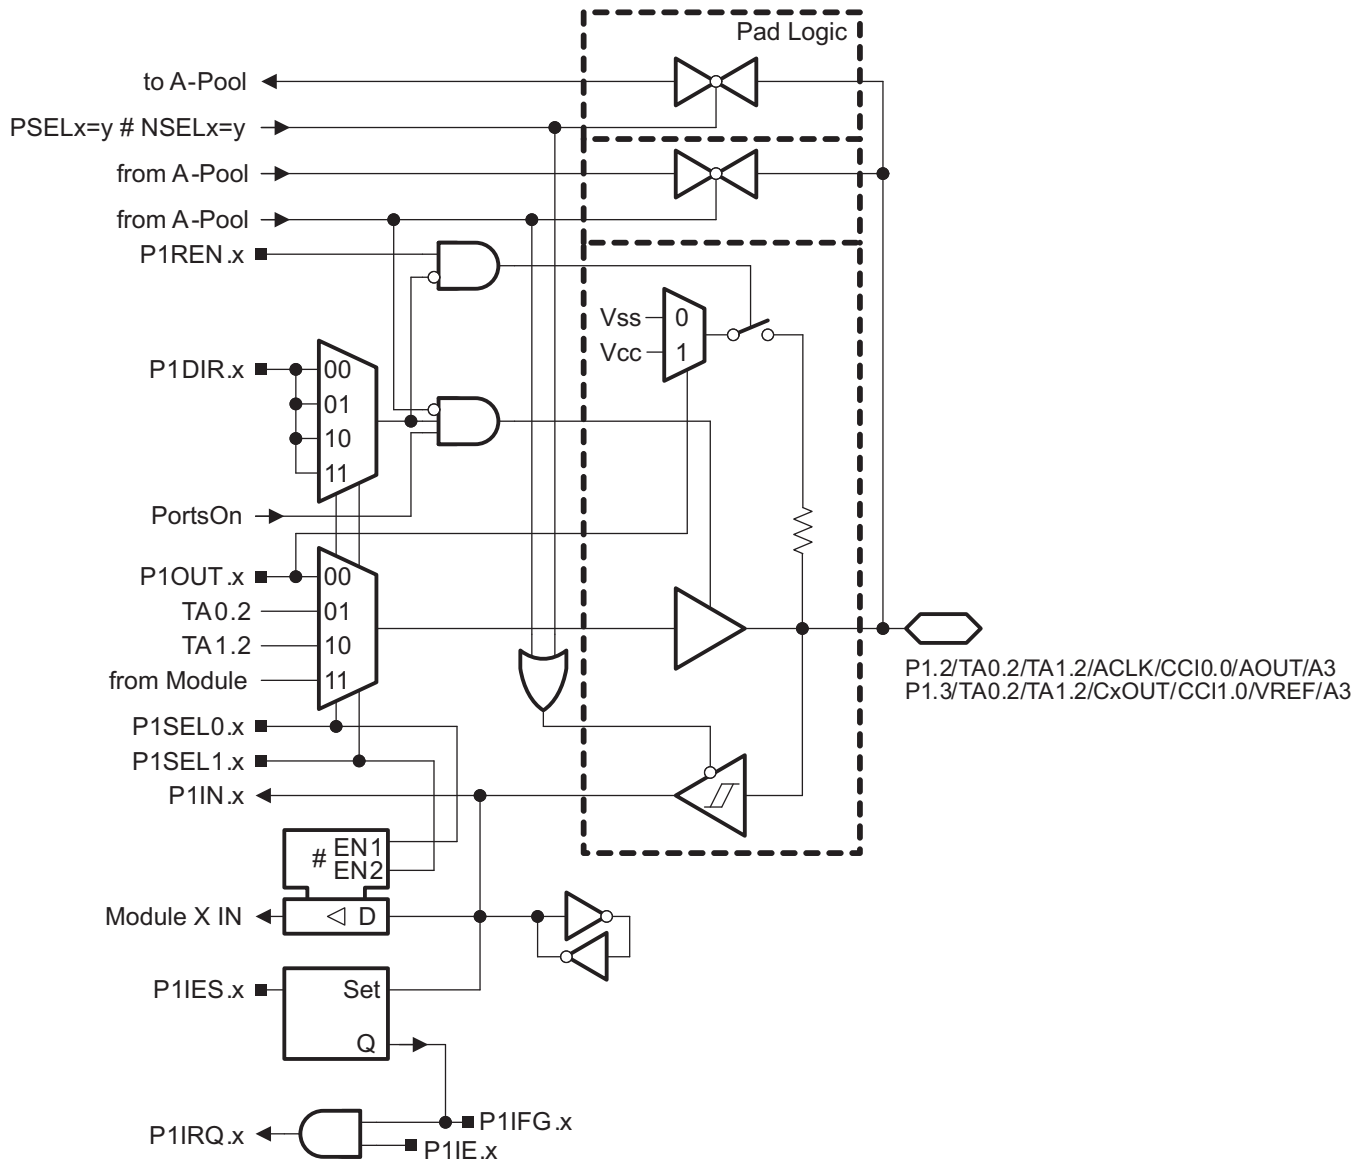 Pad Logic
to A-Pool
PSELx=y # NSELx=y
from A-Pool
from A-Pool
P1REN.x
Vss
0
Vcc
1
P1DIR.x
00
01
10
11
PortsOn
P1OUT.x
00
TA0.2
01
TA1.2
10
from Module
11
P1.2/TA0.2/TA1.2/ACLK/CCI0.0/AOUT/A3
P1.3/TA0.2/TA1.2/CxOUT/CCI1.0/VREF/A3
P1SEL0.x
P1SEL1.x
P1IN.x
# EN1
EN2
Module X IN
D
P1IES.x
Set
Q
P1IFG.x
P1IRQ.x
P1IE.x